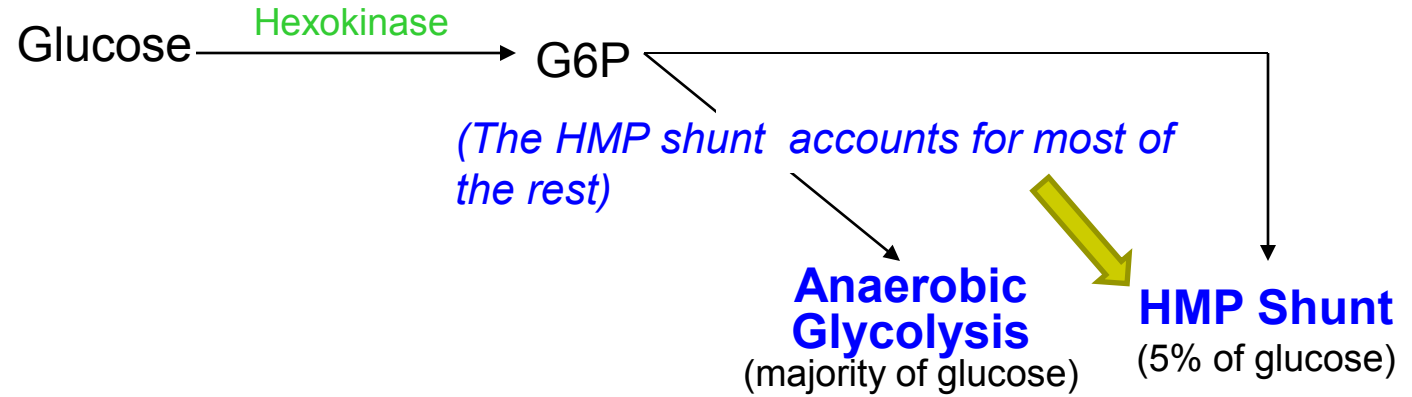 Glucose
Hexokinase
G6P
(The HMP shunt accounts for most of
the rest)
Anaerobic
Glycolysis
(majority of glucose)
HMP Shunt
(5% of glucose)